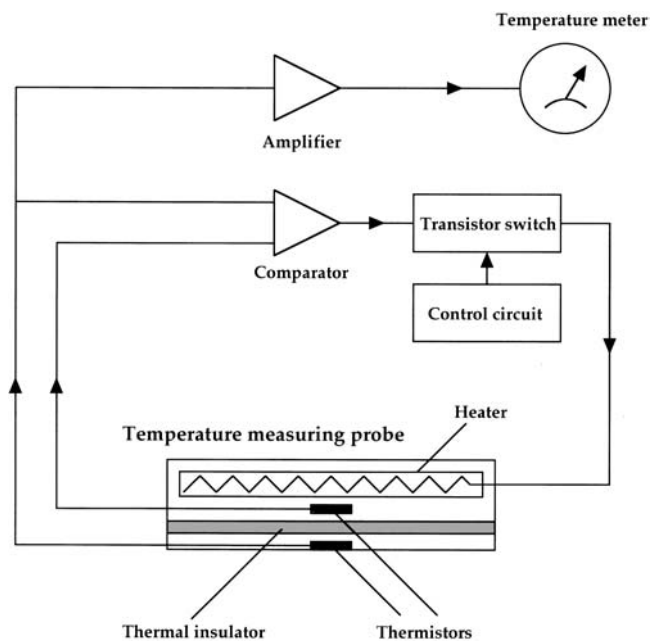 Temperature meter
Amplifier
Transistor switch
Comparator
Control circuit
Heater
Temperature measuring probe
Thermal insulator
Thermistors